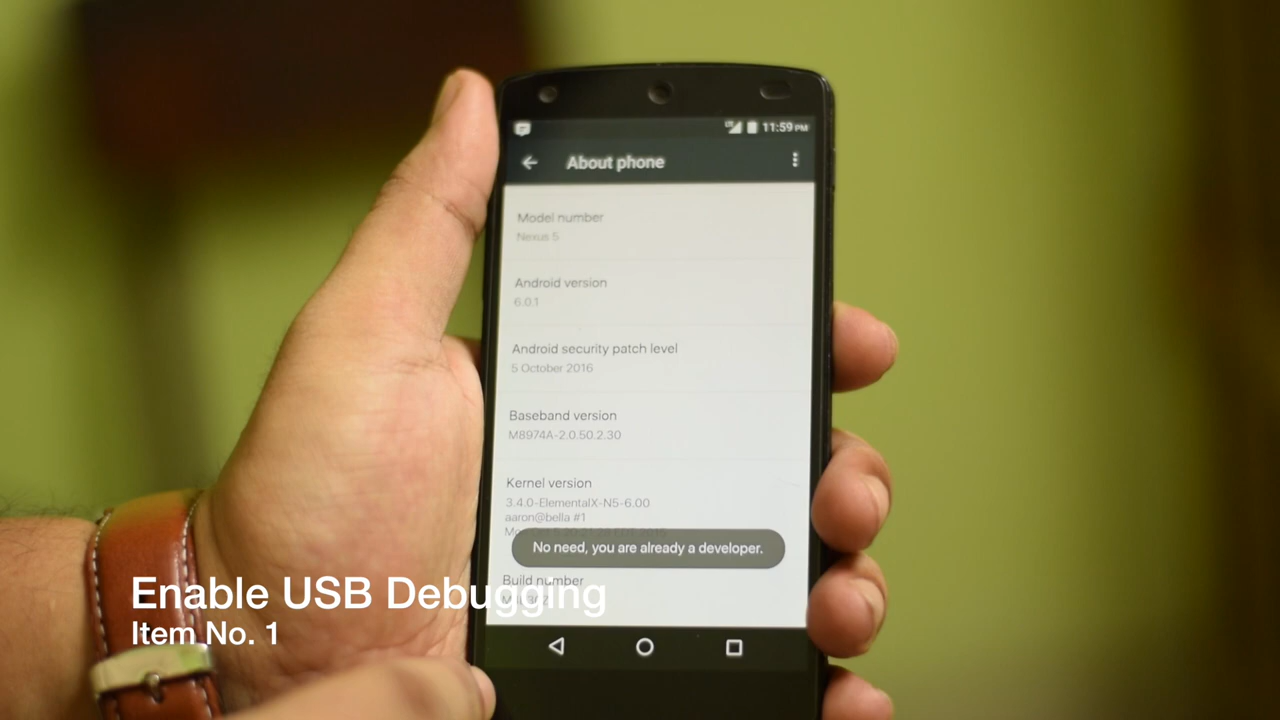 11:59 PM
About phone
Model number
Nexus 5
Android version
6.0.1
Android security patch level
5 October 2016
Baseband version
M8974A-2.0.50.2.30
Kernel version
3.4.0-ElementalX-N5-6.00
aaron@bella #1
No need, you are already a developer.
Build number
Enable USB Debugging
Item No. 1